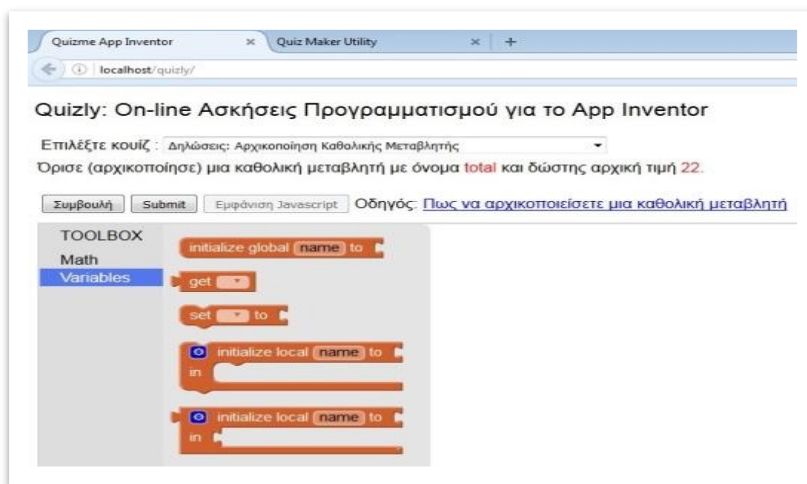 Quizme App Inventor × Quiz Maker Utility × +
localhost/quizly/
Quizly: On-line Ασκήσεις Προγραμματισμού για το App Inventor
Επιλέξτε κουίζ : Δηλώσεις: Αρχικοποίηση Καθολικής Μεταβλητής
Όρισε (αρχικοποίησε) μια καθολική μεταβλητή με όνομα total και δώστης αρχική τιμή 22.
Συμβουλή Submit Εμφάνιση Javascript Οδηγός: Πως να αρχικοποιείσετε μια καθολική μεταβλητή
TOOLBOX
Math
Variables
initialize global name to
get
set to
initialize local name to
in
initialize local name to
in